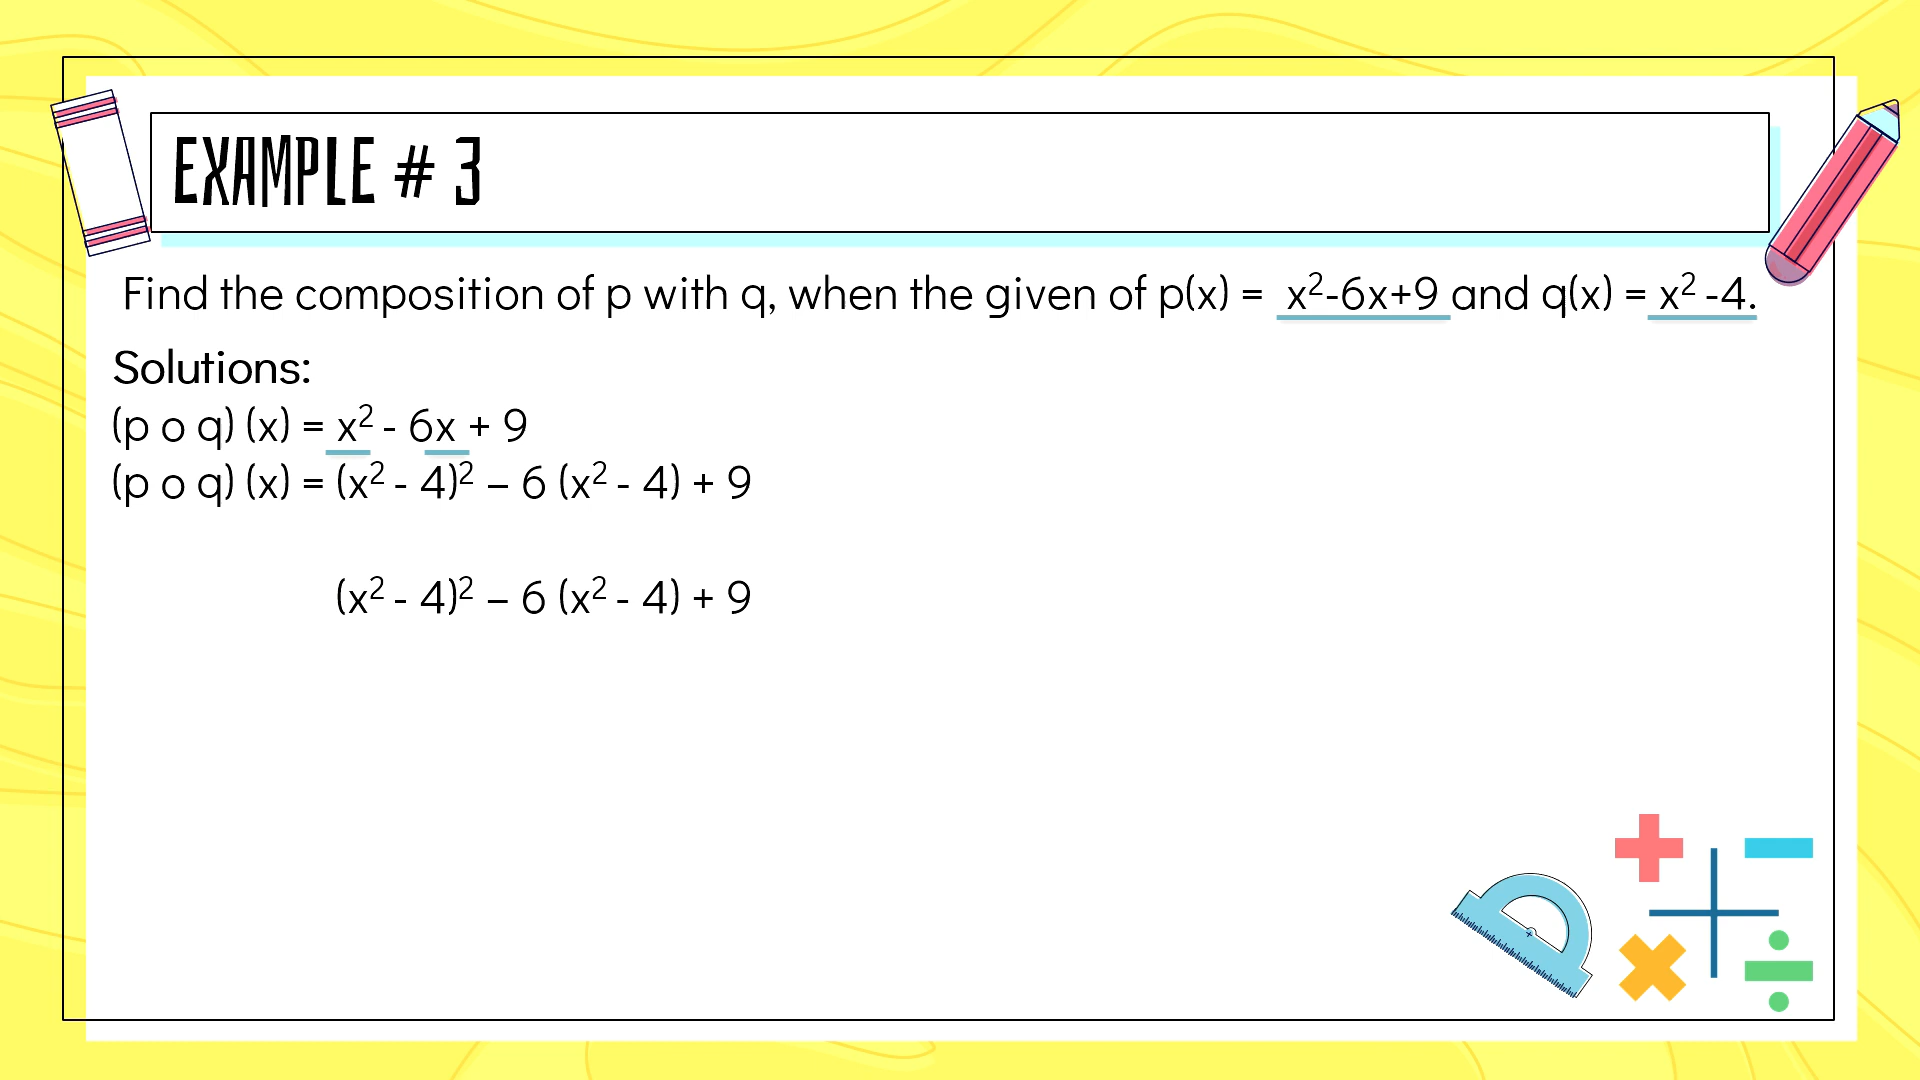 EXAMPLE # 3
Find the composition of p with q, when the given of p(x) = x²-6x+9 and q(x) = x² -4.
Solutions:
(p o q) (x) = x² - 6x + 9
(p o q) (x) = (x² - 4)² – 6 (x² - 4) + 9
(x² - 4)² – 6 (x² - 4) + 9